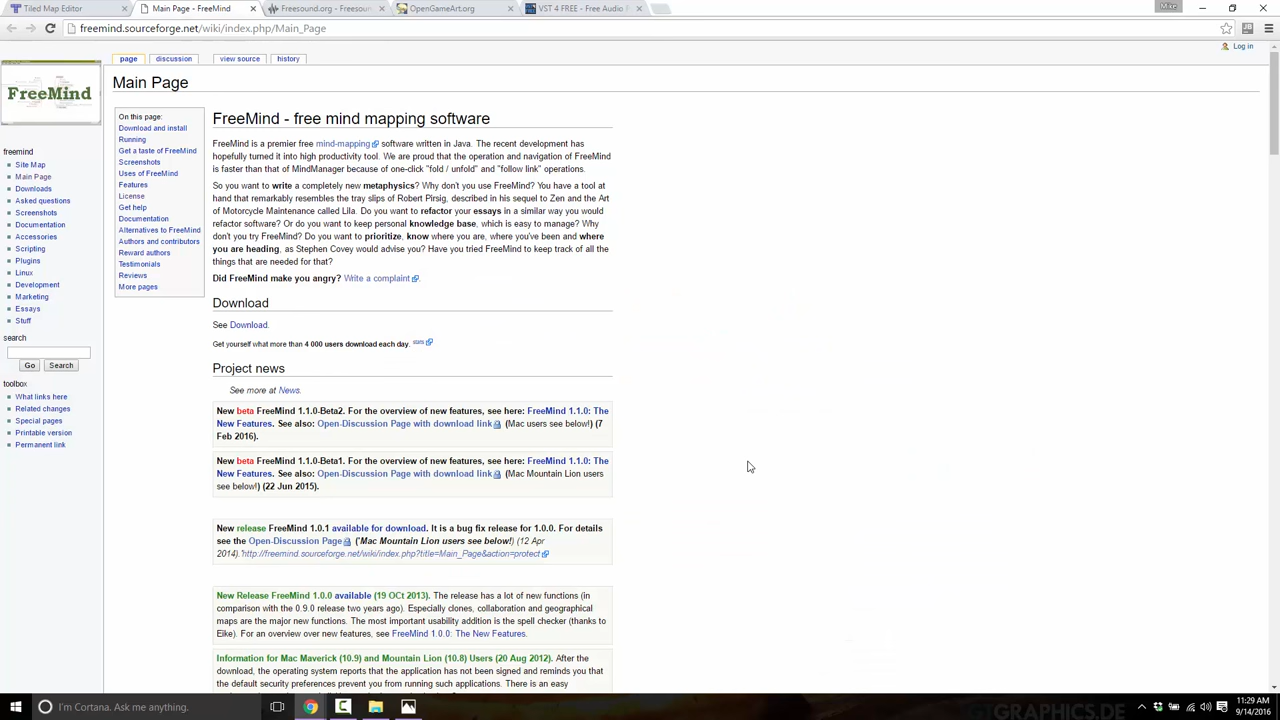 Tiled Map Editor
Main Page - FreeMind
Freesound.org - Freesoun
OpenGameArt.org
VST 4 FREE - Free Audio P
Mike
freemind.sourceforge.net/wiki/index.php/Main_Page
Log in
page
discussion
view source
history
FreeMind
Main Page
On this page:
Download and install
Running
Get a taste of FreeMind
Screenshots
Uses of FreeMind
Features
License
Get help
Documentation
Alternatives to FreeMind
Authors and contributors
Reward authors
Testimonials
Reviews
More pages
freemind
Site Map
Main Page
Downloads
Asked questions
Screenshots
Documentation
Accessories
Scripting
Plugins
Linux
Development
Marketing
Essays
Stuff
search
Go
Search
toolbox
What links here
Related changes
Special pages
Printable version
Permanent link
FreeMind - free mind mapping software
FreeMind is a premier free mind-mapping software written in Java. The recent development has
hopefully turned it into high productivity tool. We are proud that the operation and navigation of FreeMind
is faster than that of MindManager because of one-click "fold / unfold" and "follow link" operations.
So you want to write a completely new metaphysics? Why don't you use FreeMind? You have a tool at
hand that remarkably resembles the tray slips of Robert Pirsig, described in his sequel to Zen and the Art
of Motorcycle Maintenance called Lila. Do you want to refactor your essays in a similar way you would
refactor software? Or do you want to keep personal knowledge base, which is easy to manage? Why
don't you try FreeMind? Do you want to prioritize, know where you are, where you've been and where
you are heading, as Stephen Covey would advise you? Have you tried FreeMind to keep track of all the
things that are needed for that?
Did FreeMind make you angry? Write a complaint.
Download
See Download.
Get yourself what more than 4 000 users download each day. stats
Project news
See more at News.
New beta FreeMind 1.1.0-Beta2. For the overview of new features, see here: FreeMind 1.1.0: The
New Features. See also: Open-Discussion Page with download link (Mac users see below!) (7
Feb 2016).
New beta FreeMind 1.1.0-Beta1. For the overview of new features, see here: FreeMind 1.1.0: The
New Features. See also: Open-Discussion Page with download link (Mac Mountain Lion users
see below!) (22 Jun 2015).
New release FreeMind 1.0.1 available for download. It is a bug fix release for 1.0.0. For details
see the Open-Discussion Page ('Mac Mountain Lion users see below!) (12 Apr
2014).'http://freemind.sourceforge.net/wiki/index.php?title=Main_Page&action=protect
New Release FreeMind 1.0.0 available (19 OCt 2013). The release has a lot of new functions (in
comparison with the 0.9.0 release two years ago). Especially clones, collaboration and geographical
maps are the major new functions. The most important usability addition is the spell checker (thanks to
Eike). For an overview over new features, see FreeMind 1.0.0: The New Features.
Information for Mac Maverick (10.9) and Mountain Lion (10.8) Users (20 Aug 2012). After the
download, the operating system reports that the application has not been signed and reminds you that
the default security preferences prevent you from running such applications. There is an easy
I'm Cortana. Ask me anything.
11:29 AM
9/14/2016
GTGRAPHICS.DE